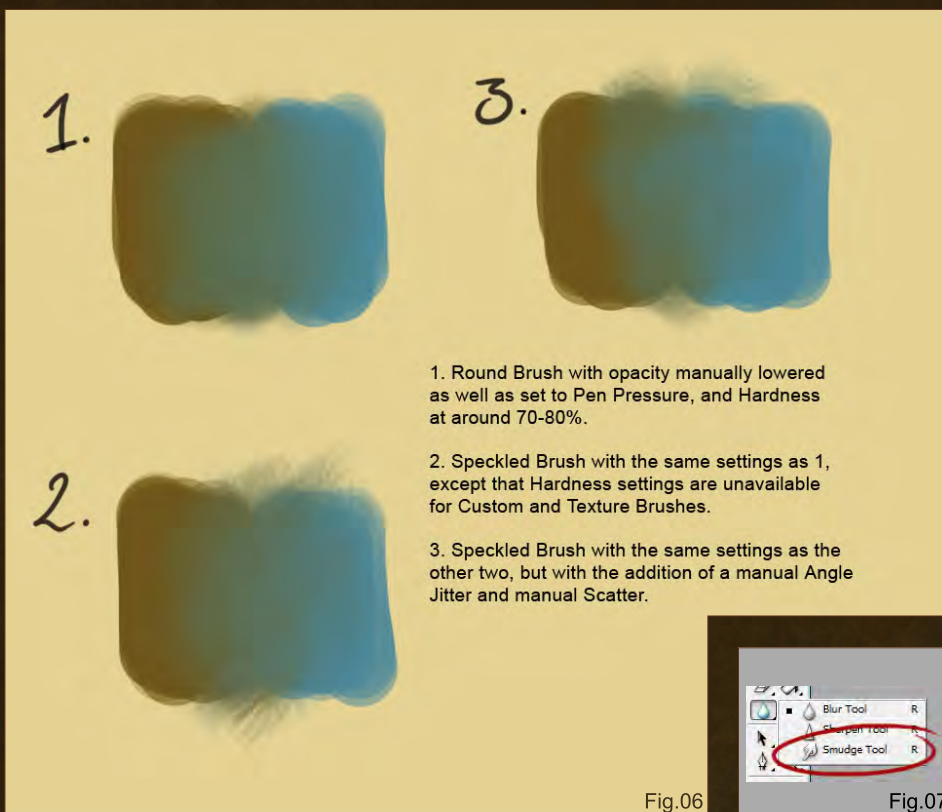 1.
3.
1. Round Brush with opacity manually lowered
as well as set to Pen Pressure, and Hardness
at around 70-80%.
2. Speckled Brush with the same settings as 1,
except that Hardness settings are unavailable
for Custom and Texture Brushes.
3. Speckled Brush with the same settings as the
other two, but with the addition of a manual Angle
Jitter and manual Scatter.
2.
Blur Tool R
Sharpen Tool R
Smudge Tool R
Fig.06
Fig.07